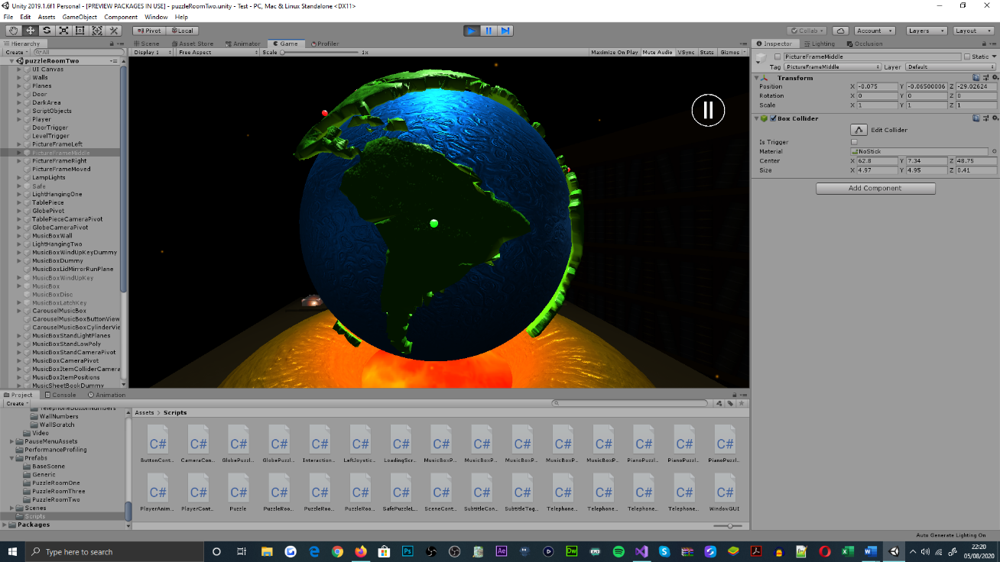 Unity 2019.1.6f1 Personal - [PREVIEW PACKAGES IN USE] - puzzleRoomTwo.unity - Test - PC, Mac & Linux Standalone <DX11>
File Edit Assets GameObject Component Window Help
Pivot Local Collab Account Layers Layout
Hierarchy Scene Asset Store Animator Game Profiler Inspector Lighting Occlusion
Create All Display 1 Free Aspect Scale 1x Maximize On Play Mute Audio VSync Stats Gizmos
puzzleRoomTwo
UI Canvas
Walls
Planes
Door
DarkArea
ScriptObjects
Player
DoorTrigger
LevelTrigger
PictureFrameLeft
PictureFrameMiddle
PictureFrameRight
PictureFrameMoved
LampLights
Safe
LightHangingOne
TablePiece
GlobePivot
TablePieceCameraPivot
GlobeCameraPivot
MusicBoxWall
LightHangingTwo
MusicBoxWindUpKeyDummy
MusicBoxDummy
MusicBoxLidMirrorRunPlane
MusicBoxWindUpKey
MusicBox
MusicBoxDisc
MusicBoxLatchKey
CarouselMusicBox
CarouselMusicBoxButtonView
CarouselMusicBoxCylinderVie
MusicBoxStandLightPlanes
MusicBoxStandLowPoly
MusicBoxStandCameraPivot
MusicBoxCameraPivot
MusicBoxItemColliderCamera
MusicBoxItemPositions
MusicSheetBookDummy
PictureFrameMiddle Static
Tag PictureFrameMiddle Layer Default
Transform
Position X -0.075 Y -0.06500006 Z -29.02624
Rotation X 0 Y 0 Z 0
Scale X 1 Y 1 Z 1
Box Collider
Edit Collider
Is Trigger
Material NoStick
Center X 62.8 Y 7.34 Z 48.75
Size X 4.97 Y 4.95 Z 0.41
Add Component
Project Console Animation
Create
TelephoneButtonNumbers
WallNumbers
WallScratch
Video
PauseMenuAssets
PerformanceProfiling
Prefabs
BaseScene
Generic
PuzzleRoomOne
PuzzleRoomThree
PuzzleRoomTwo
Scenes
Scripts
Packages
Assets > Scripts
C# C# C# C# C# C# C# C# C# C# C# C# C# C# C#
ButtonCont... CameraCon... GlobePuzzl... GlobePuzzl... Interaction... LeftJoystic... LoadingScr... MusicBoxP... MusicBoxP... MusicBoxP... MusicBoxP... MusicBoxP... PianoPuzzl... PianoPuzzl... PianoPuzzl...
C# C# C# C# C# C# C# C# C# C# C# C# C# C# C#
PlayerAnim... PlayerCont... Puzzle PuzzleRoo... PuzzleRoo... PuzzleRoo... SafePuzzleL... SceneCont... SubtitleCon... SubtitleTog... Telephone... Telephone... Telephone... Telephone... WindowGUI
Auto Generate Lighting On
Type here to search
Ps Ae Dw
22:20
05/08/2020